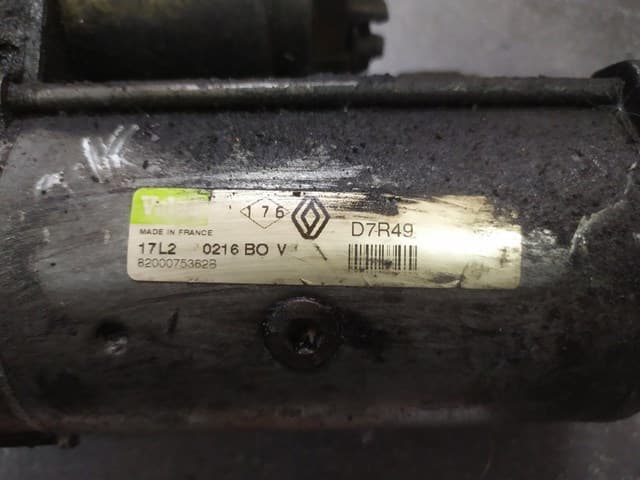 Valeo
176
D7R49
MADE IN FRANCE
17L2 0216 BO V
8200075362B